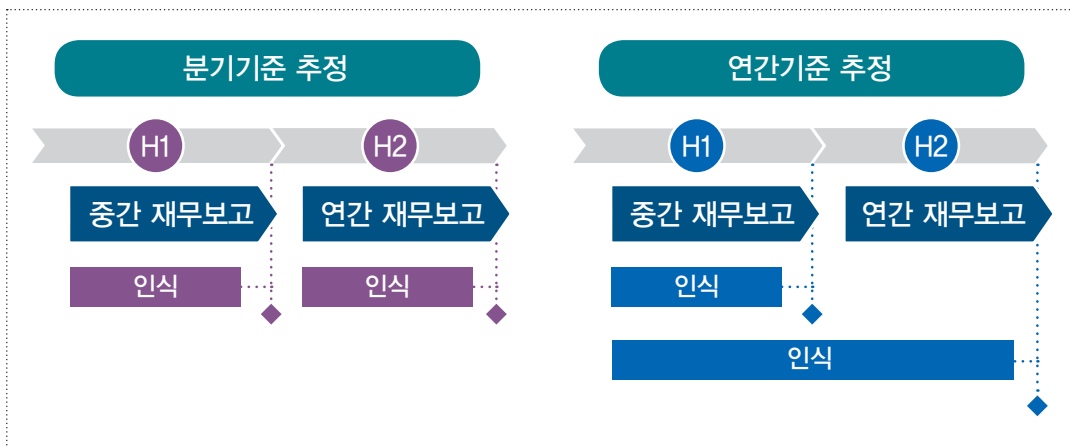 분기기준 추정
H1
H2
중간 재무보고
연간 재무보고
인식
인식
연간기준 추정
H1
H2
중간 재무보고
연간 재무보고
인식
인식